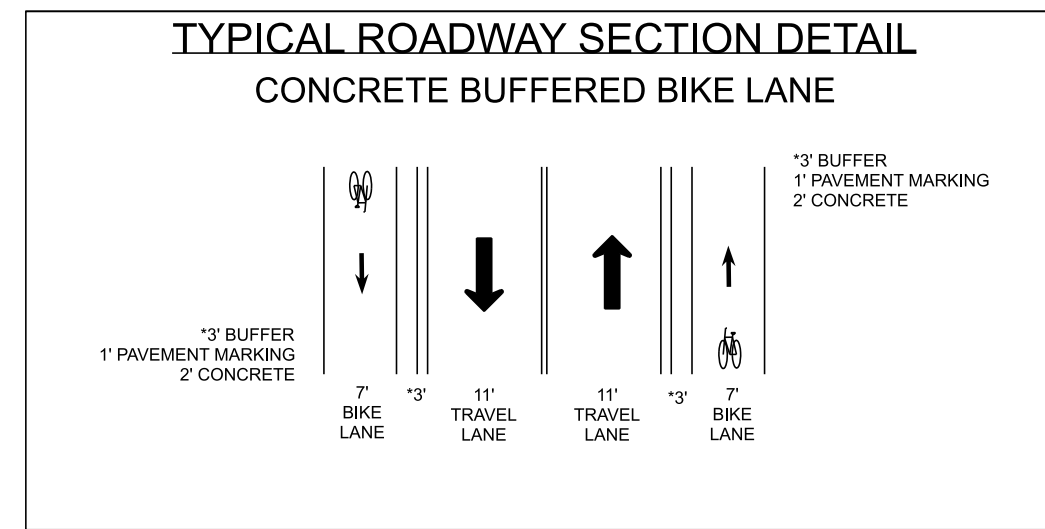 TYPICAL ROADWAY SECTION DETAIL
CONCRETE BUFFERED BIKE LANE
*3' BUFFER
1' PAVEMENT MARKING
2' CONCRETE
*3' BUFFER
1' PAVEMENT MARKING
2' CONCRETE
7'
BIKE
LANE
*3'
11'
TRAVEL
LANE
11'
TRAVEL
LANE
*3'
7'
BIKE
LANE